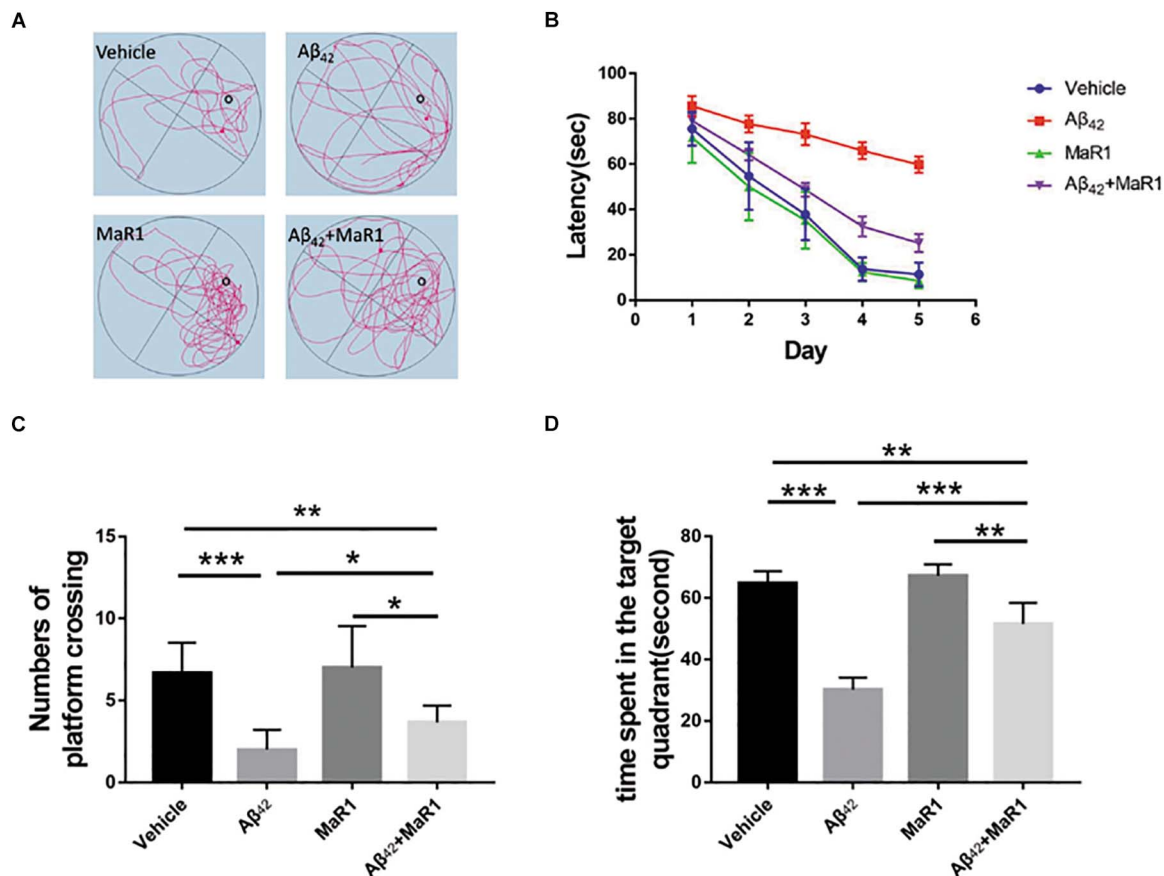 A
Vehicle
Aβ₄₂
MaR1
Aβ₄₂+MaR1
B
100
80
60
40
20
0
0
1
2
3
4
5
6
Latency(sec)
Day
Vehicle
Aβ₄₂
MaR1
Aβ₄₂+MaR1
C
**
***
*
*
15
10
5
0
Numbers of
platform crossing
Vehicle
Aβ⁴²
MaR1
Aβ⁴²+MaR1
D
**
***
***
**
80
60
40
20
0
time spent in the target
quadrant(second)
Vehicle
Aβ⁴²
MaR1
Aβ⁴²+MaR1